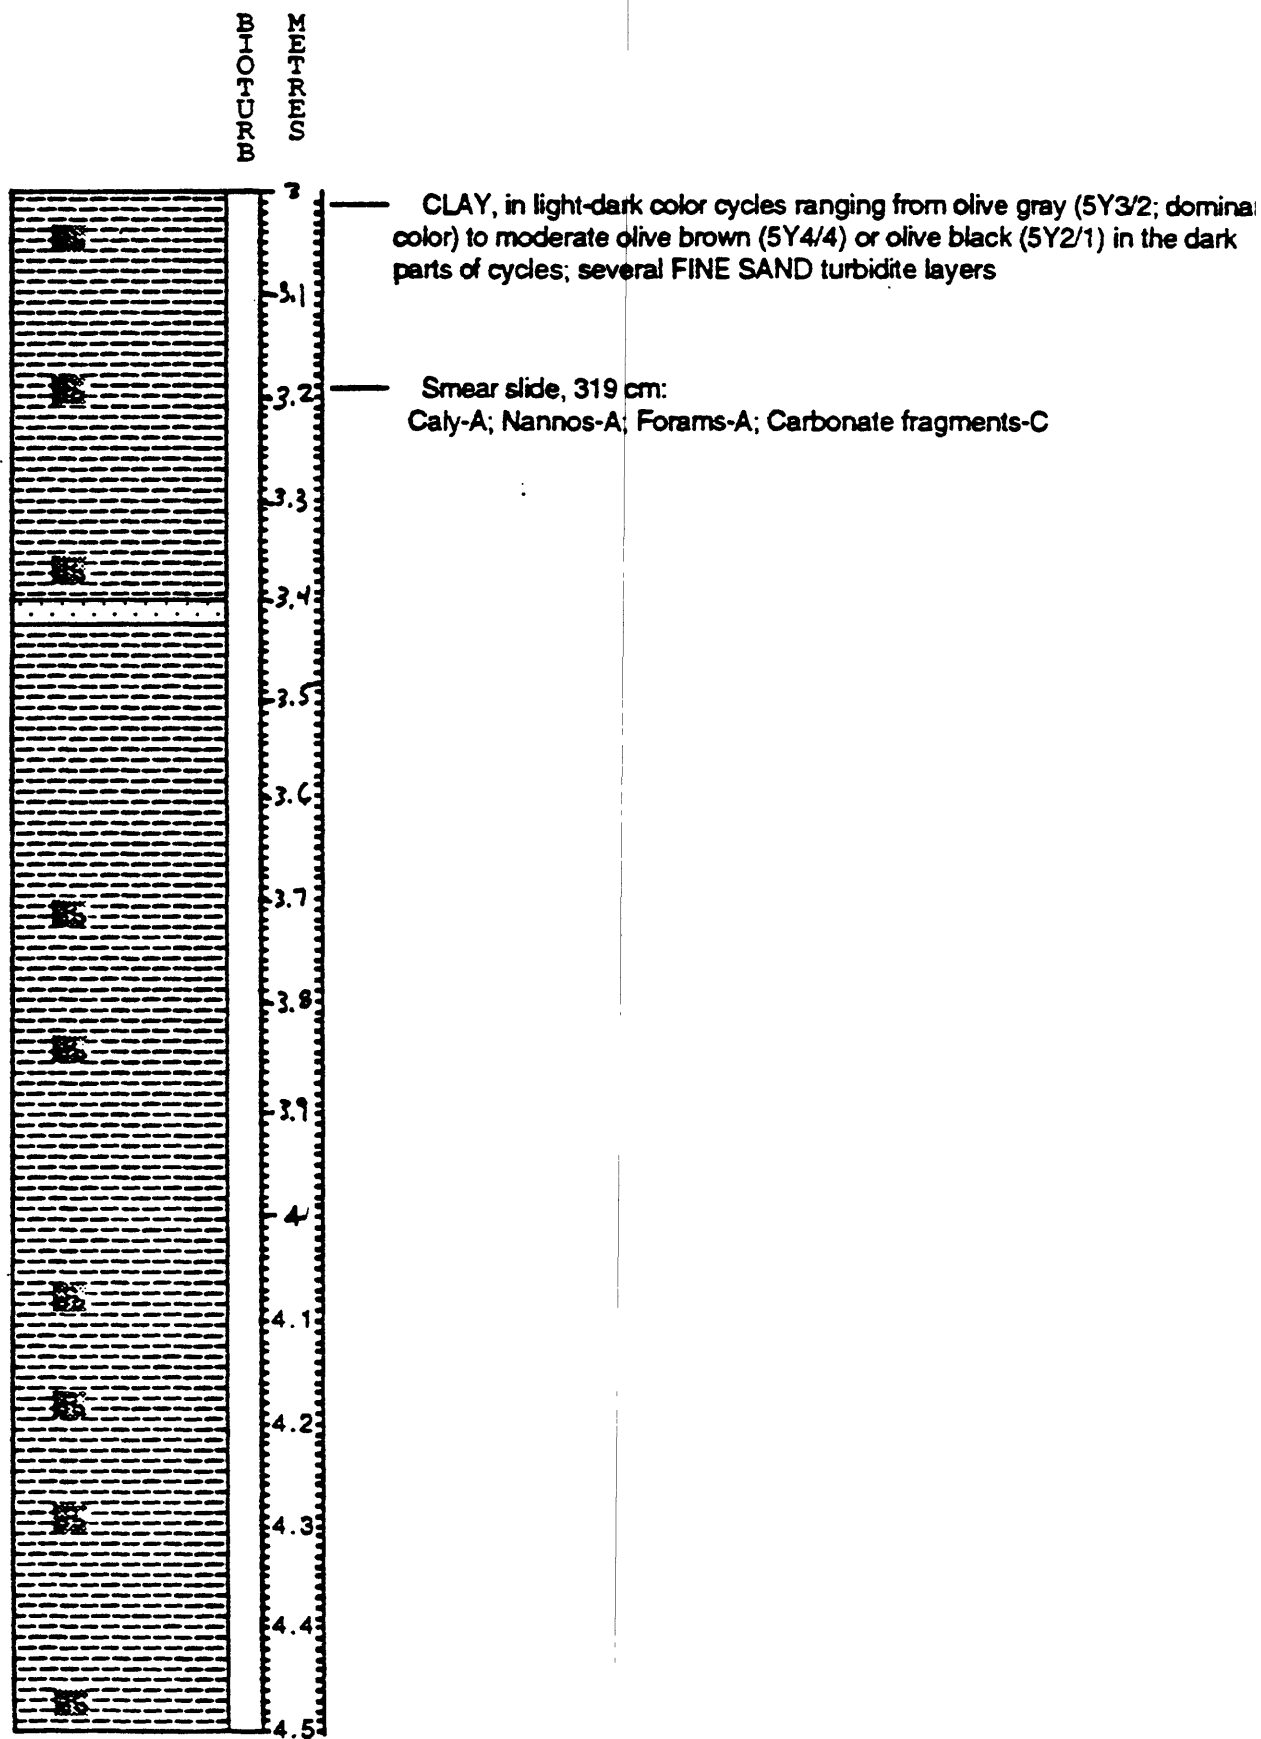 BIOTURB
METRES
3
CLAY, in light-dark color cycles ranging from olive gray (5Y3/2; domina
color) to moderate olive brown (5Y4/4) or olive black (5Y2/1) in the dark
parts of cycles; several FINE SAND turbidite layers
3.1
3.2
Smear slide, 319 cm:
Caly-A; Nannos-A; Forams-A; Carbonate fragments-C
3.3
3.4
3.5
3.6
3.7
3.8
3.9
4
4.1
4.2
4.3
4.4
4.5